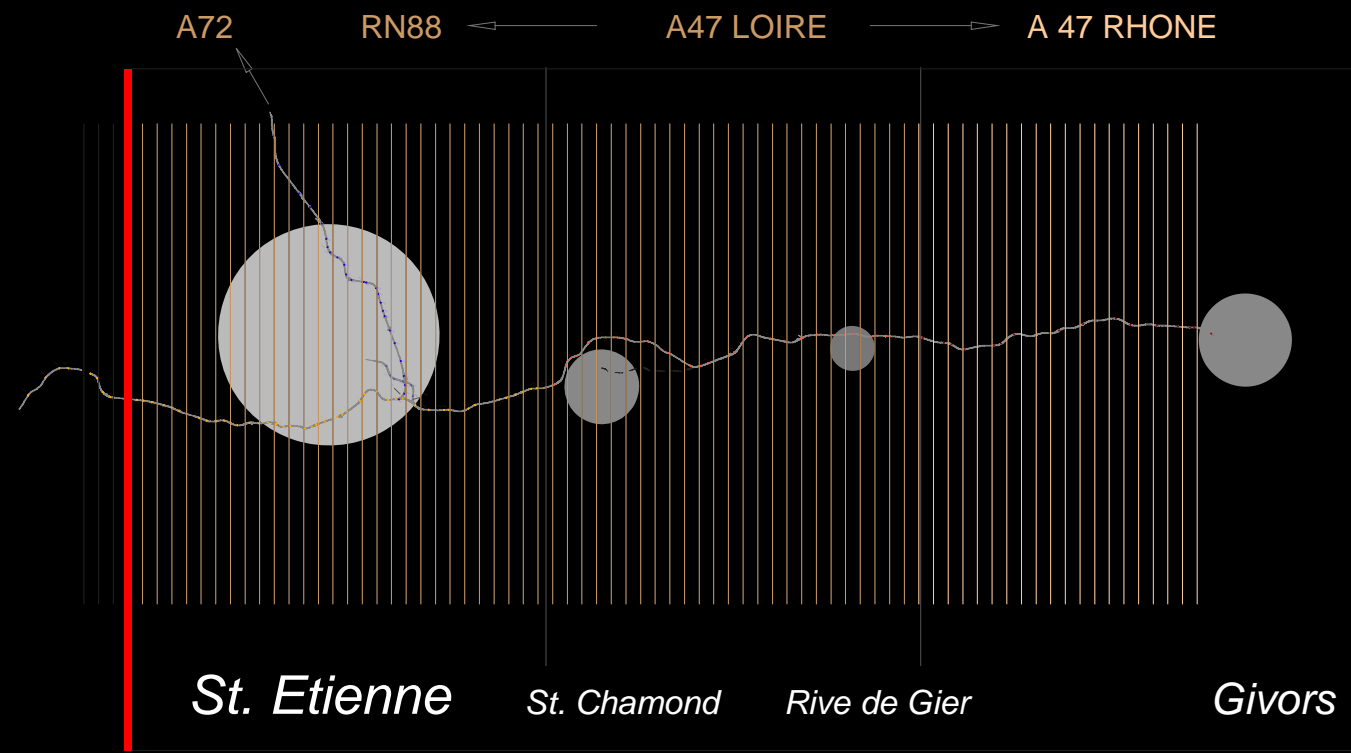 A72 RN88 A47 LOIRE A 47 RHONE
St. Etienne St. Chamond Rive de Gier Givors